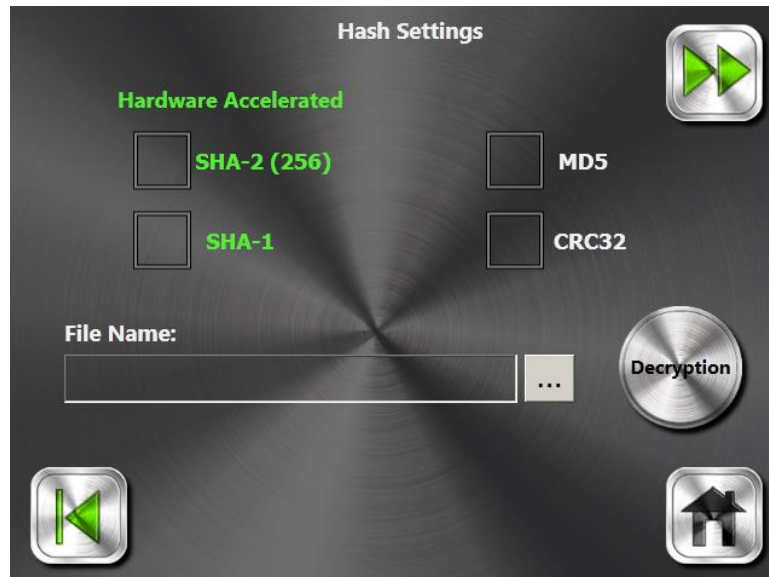 Hash Settings
Hardware Accelerated
SHA-2 (256)
MD5
SHA-1
CRC32
File Name:
...
Decryption